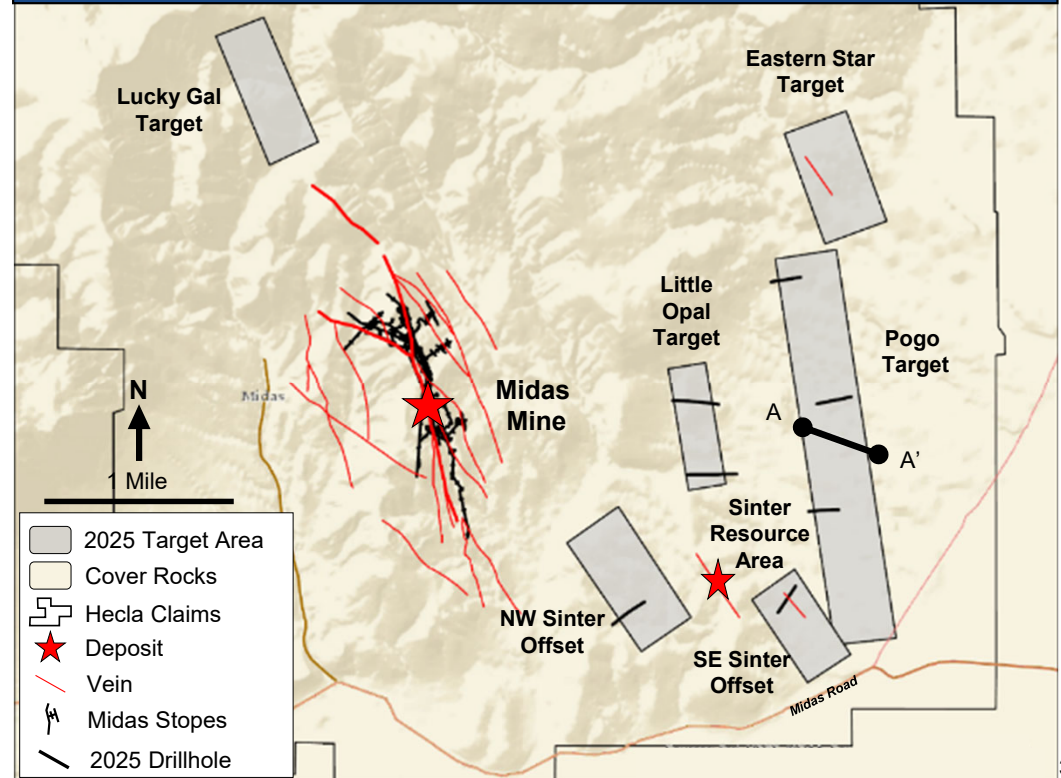 Eastern Star
Target
Lucky Gal
Target
Little
Opal
Target
Pogo
Target
Midas
Midas
Mine
N
1 Mile
A
A'
Sinter
Resource
Area
NW Sinter
Offset
SE Sinter
Offset
Midas Road
2025 Target Area
Cover Rocks
Hecla Claims
Deposit
Vein
Midas Stopes
2025 Drillhole